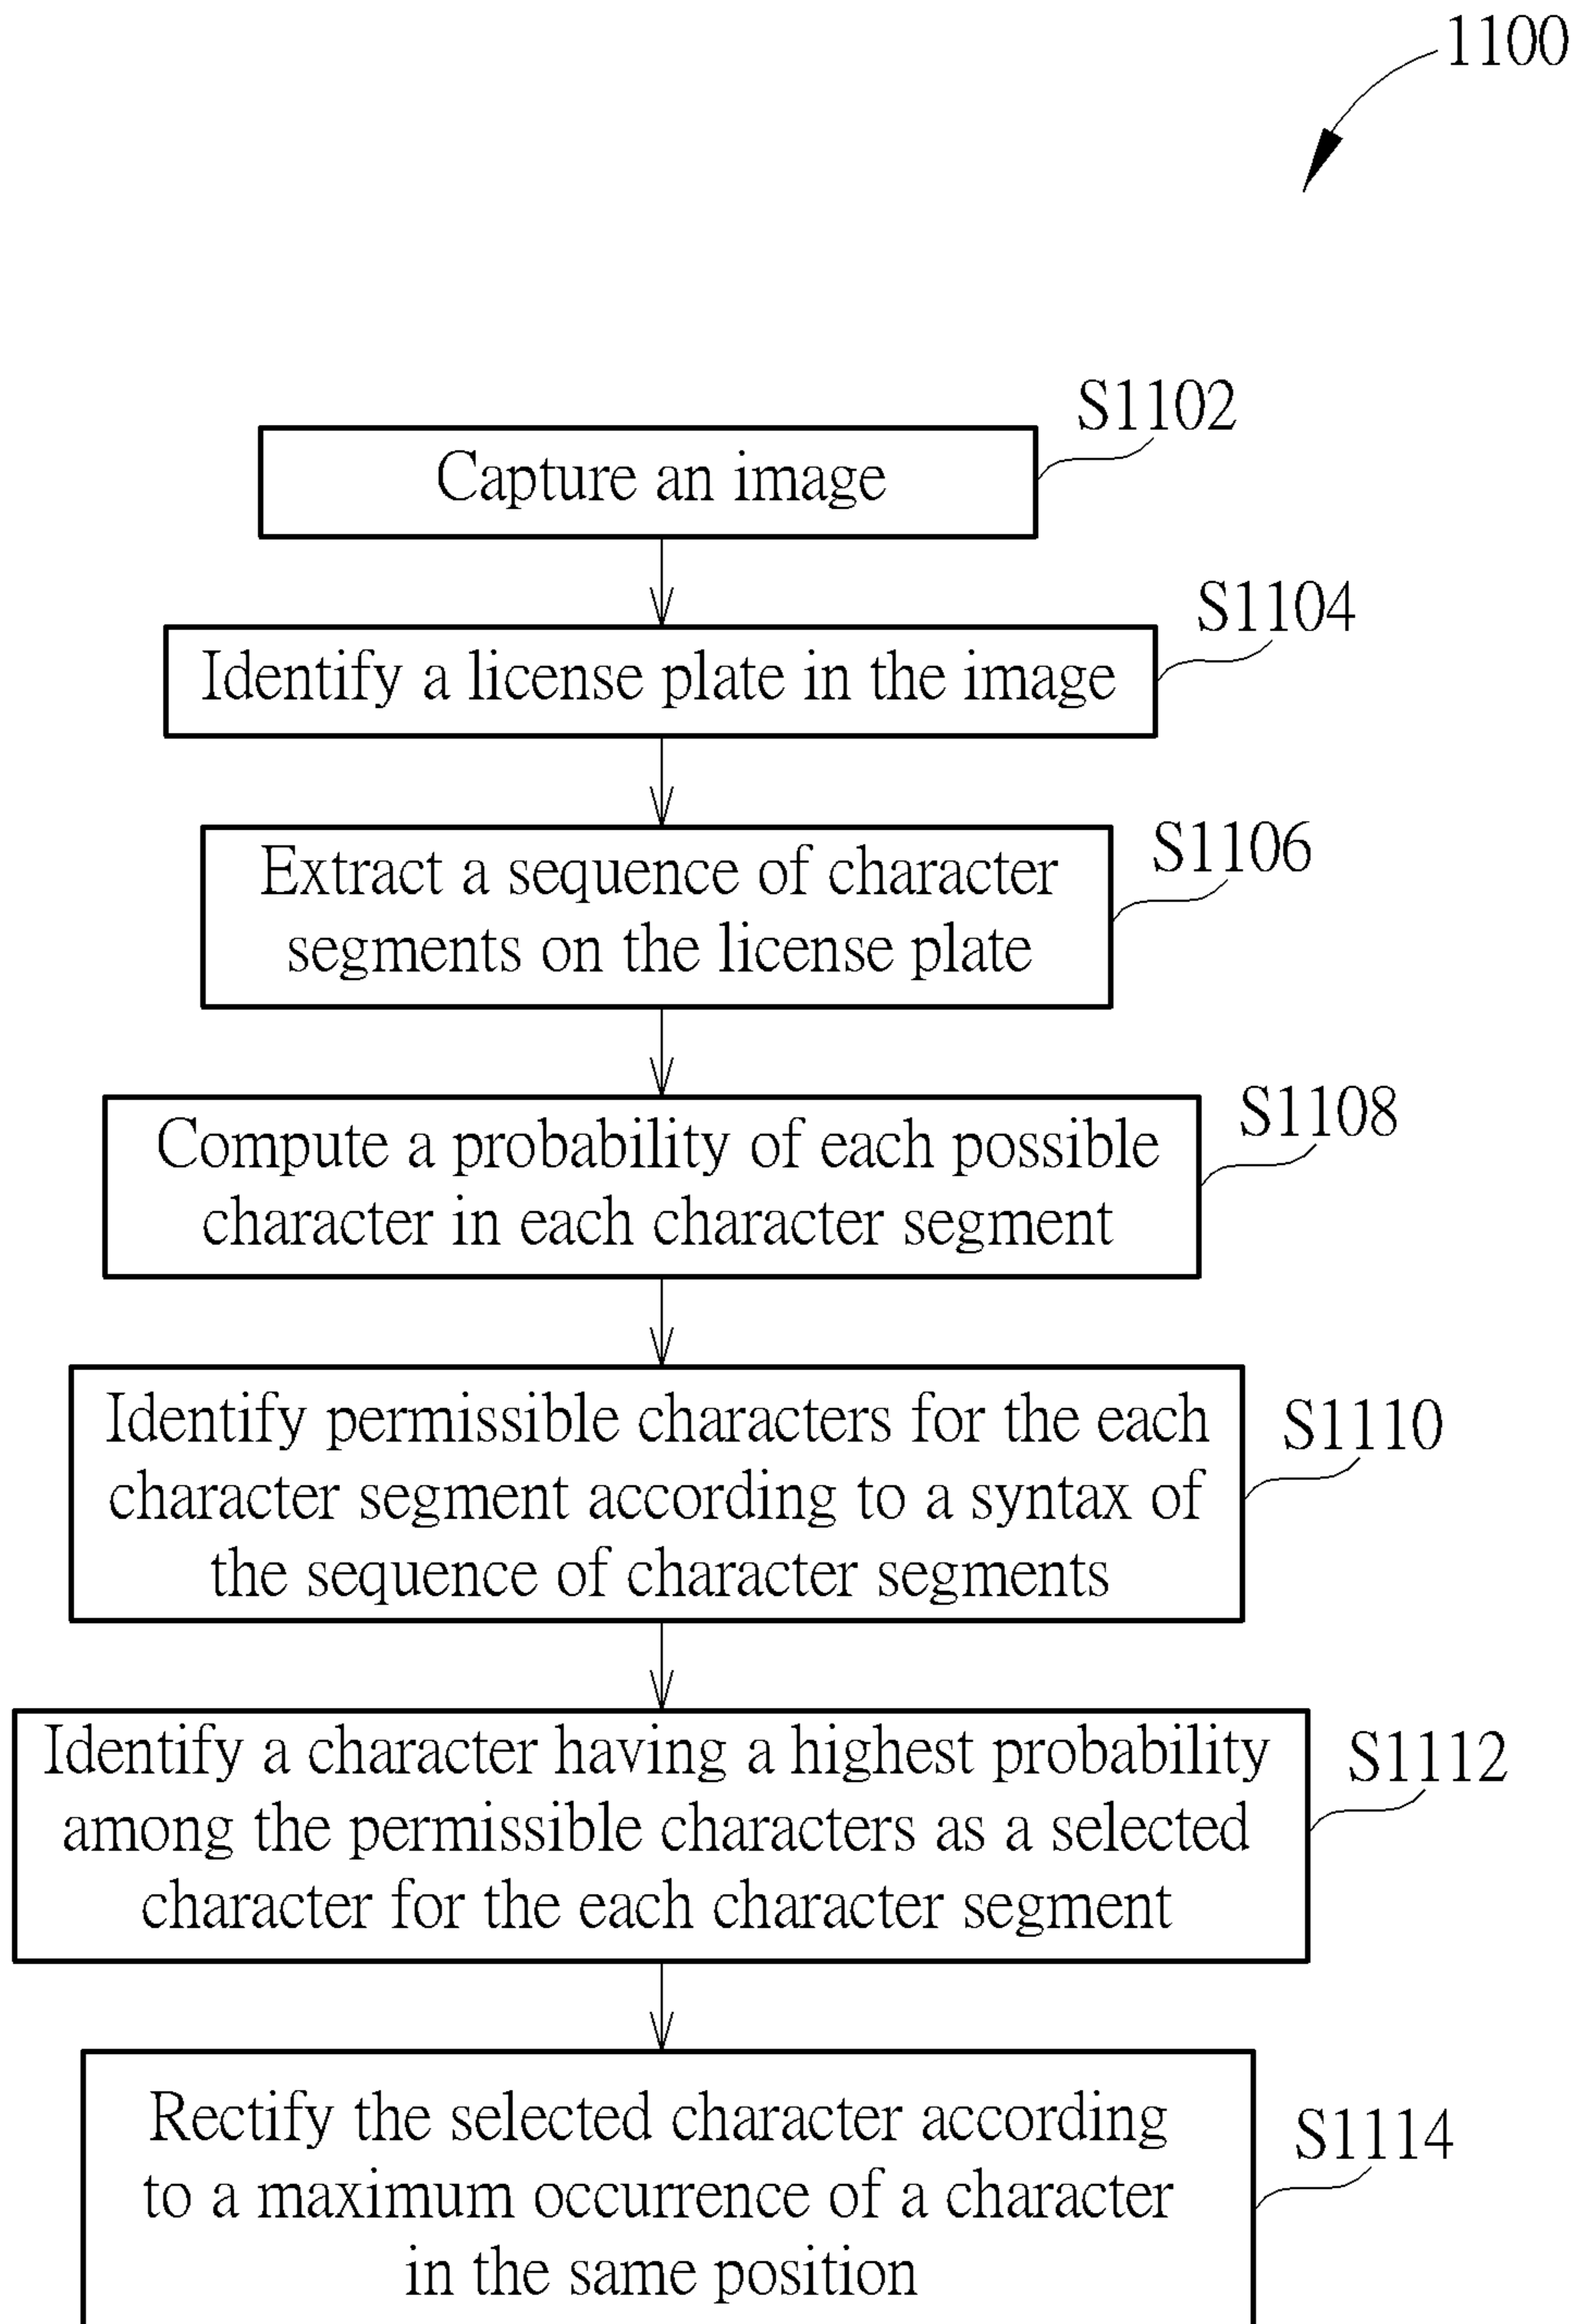 1100
S1102
Capture an image
S1104
Identify a license plate in the image
S1106
Extract a sequence of character
segments on the license plate
S1108
Compute a probability of each possible
character in each character segment
S1110
Identify permissible characters for the each
character segment according to a syntax of
the sequence of character segments
S1112
Identify a character having a highest probability
among the permissible characters as a selected
character for the each character segment
S1114
Rectify the selected character according
to a maximum occurrence of a character
in the same position